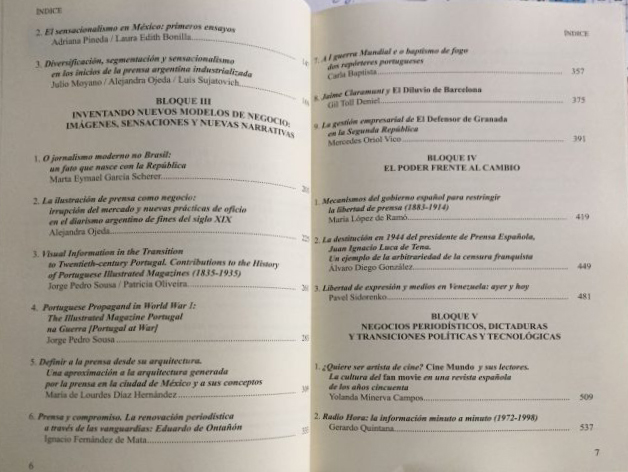 ÍNDICE
2. El sensacionalismo en México: primeros ensayos
Adriana Pineda / Laura Edith Bonilla
3. Diversificación, segmentación y sensacionalismo
en los inicios de la prensa argentina industrializada
Julio Moyano / Alejandra Ojeda / Luis Sujatovich
BLOQUE III
INVENTANDO NUEVOS MODELOS DE NEGOCIO:
IMÁGENES, SENSACIONES Y NUEVAS NARRATIVAS
1. O jornalismo moderno no Brasil:
un fato que nasce con la República
Marta Eymael Garcia Scherer
2. La ilustración de prensa como negocio:
irrupción del mercado y nuevas prácticas de oficio
en el diarismo argentino de fines del siglo XIX
Alejandra Ojeda
3. Visual Information in the Transition
to Twentieth-century Portugal. Contributions to the History
of Portuguese Illustrated Magazines (1835-1935)
Jorge Pedro Sousa / Patricia Oliveira
4. Portuguese Propagand in World War I:
The Illustrated Magazine Portugal
na Guerra [Portugal at War]
Jorge Pedro Sousa
5. Definir a la prensa desde su arquitectura.
Una aproximación a la arquitectura generada
por la prensa en la ciudad de México y a sus conceptos
María de Lourdes Díaz Hernández
6. Prensa y compromiso. La renovación periodística
a través de las vanguardias: Eduardo de Ontañón
Ignacio Fernández de Mata
6
ÍNDICE
7. A I guerra Mundial e o baptismo de fogo
dos repórteres portugueses
Carla Baptista 357
8. Jaime Claramunt y El Diluvio de Barcelona
Gil Toll Deniel 375
9. La gestión empresarial de El Defensor de Granada
en la Segunda República
Mercedes Oriol Vico 391
BLOQUE IV
EL PODER FRENTE AL CAMBIO
1. Mecanismos del gobierno español para restringir
la libertad de prensa (1883-914)
María López de Ramó 419
2. La destitución en 1944 del presidente de Prensa Española,
Juan Ignacio Luca de Tena.
Un ejemplo de la arbitrariedad de la censura franquista
Álvaro Diego González 449
3. Libertad de expresión y medios en Venezuela: ayer y hoy
Pavel Sidorenko 481
BLOQUE V
NEGOCIOS PERIODÍSTICOS, DICTADURAS
Y TRANSICIONES POLÍTICAS Y TECNOLÓGICAS
1. ¿Quiere ser artista de cine? Cine Mundo y sus lectores.
La cultura del fan movie en una revista española
de los años cincuenta
Yolanda Minerva Campos 509
2. Radio Hora: la información minuto a minuto (1972-1998)
Gerardo Quintana 537
7